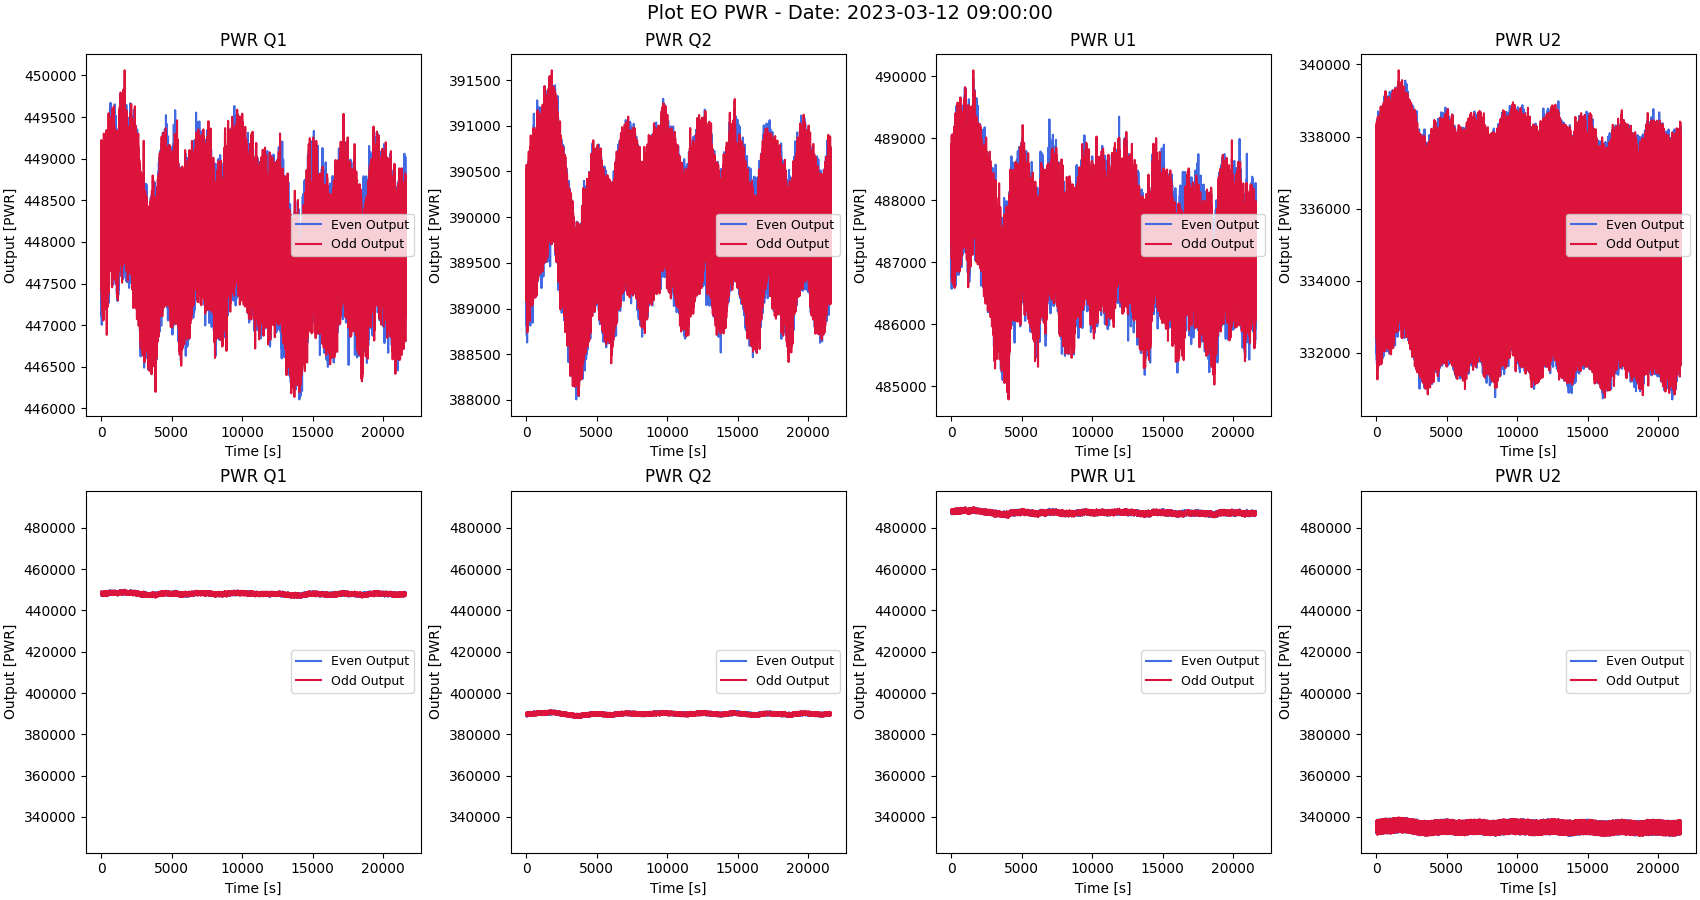 Plot EO PWR - Date: 2023-03-12 09:00:00
PWR Q1
Output [PWR]
450000
449500
449000
448500
448000
447500
447000
446500
446000
Even Output
Odd Output
0 5000 10000 15000 20000
Time [s]
PWR Q2
Output [PWR]
391500
391000
390500
390000
389500
389000
388500
388000
Even Output
Odd Output
0 5000 10000 15000 20000
Time [s]
PWR U1
Output [PWR]
490000
489000
488000
487000
486000
485000
Even Output
Odd Output
0 5000 10000 15000 20000
Time [s]
PWR U2
Output [PWR]
340000
338000
336000
334000
332000
Even Output
Odd Output
0 5000 10000 15000 20000
Time [s]
PWR Q1
Output [PWR]
480000
460000
440000
420000
400000
380000
360000
340000
Even Output
Odd Output
0 5000 10000 15000 20000
Time [s]
PWR Q2
Output [PWR]
480000
460000
440000
420000
400000
380000
360000
340000
Even Output
Odd Output
0 5000 10000 15000 20000
Time [s]
PWR U1
Output [PWR]
480000
460000
440000
420000
400000
380000
360000
340000
Even Output
Odd Output
0 5000 10000 15000 20000
Time [s]
PWR U2
Output [PWR]
480000
460000
440000
420000
400000
380000
360000
340000
Even Output
Odd Output
0 5000 10000 15000 20000
Time [s]